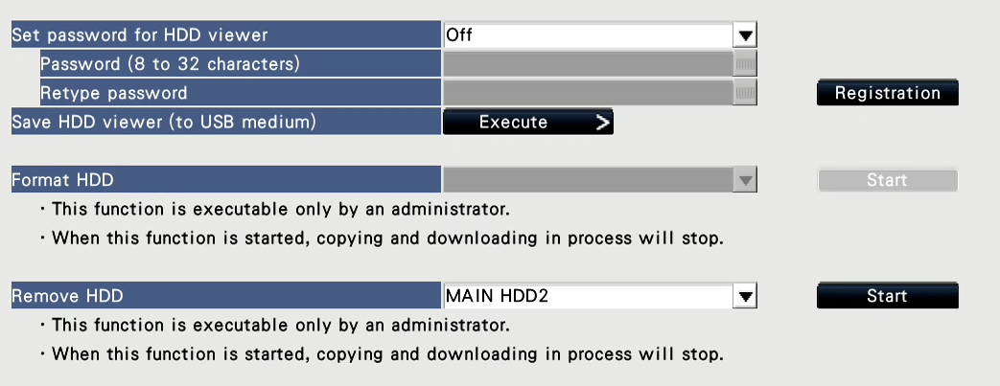 Set password for HDD viewer Off
Password (8 to 32 characters)
Retype password Registration
Save HDD viewer (to USB medium) Execute >
Format HDD Start
· This function is executable only by an administrator.
· When this function is started, copying and downloading in process will stop.
Remove HDD MAIN HDD2 Start
· This function is executable only by an administrator.
· When this function is started, copying and downloading in process will stop.